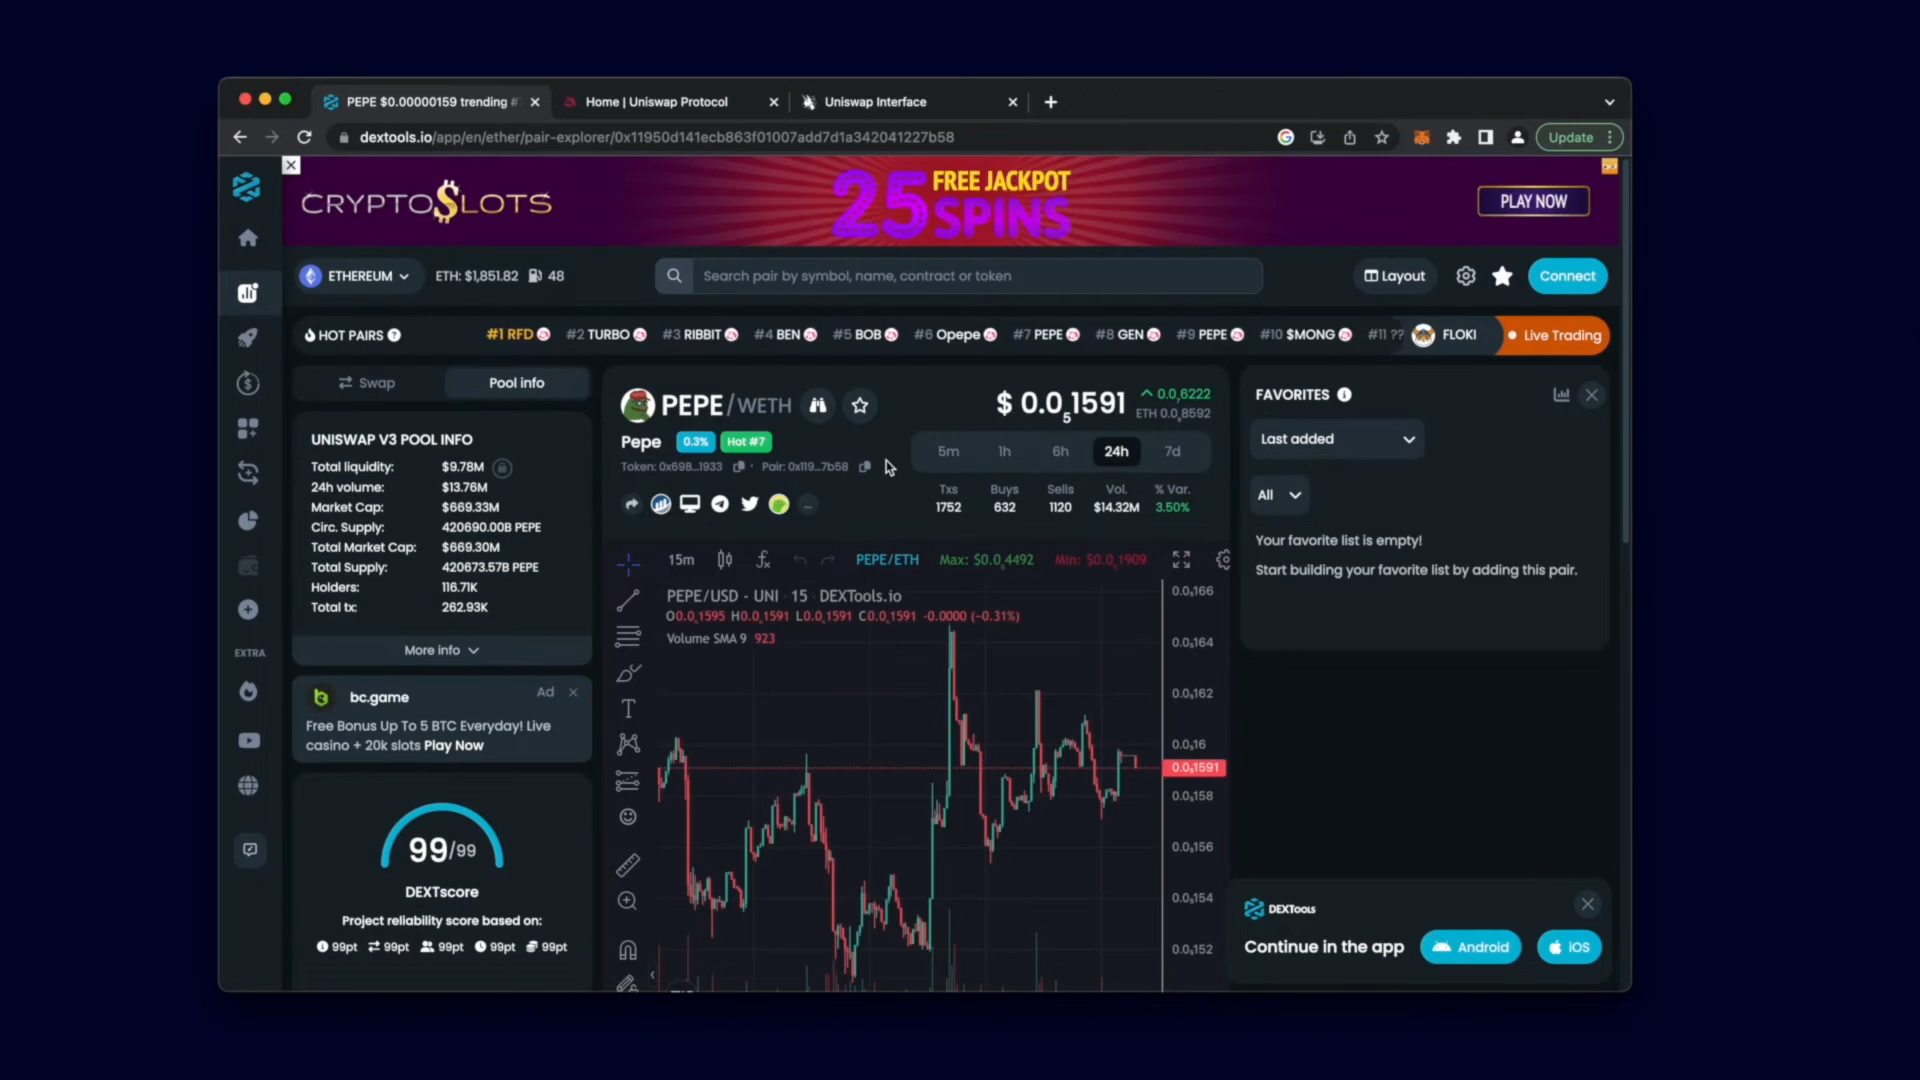 PEPE $0.00000159 trending #
Home | Uniswap Protocol
Uniswap Interface
dextools.io/app/en/ether/pair-explorer/0x11950d141ecb863f01007add7d1a342041227b58
Update
CRYPTO$LOTS
25 FREE JACKPOT SPINS
PLAY NOW
ETHEREUM
ETH: $1,851.82
48
Search pair by symbol, name, contract or token
Layout
Connect
HOT PAIRS
#1 RFD
#2 TURBO
#3 RIBBIT
#4 BEN
#5 BOB
#6 Opepe
#7 PEPE
#8 GEN
#9 PEPE
#10 $MONG
#11 ??
FLOKI
Live Trading
Swap
Pool info
UNISWAP V3 POOL INFO
Total liquidity: $9.78M
24h volume: $13.76M
Market Cap: $669.33M
Circ. Supply: 420690.00B PEPE
Total Market Cap: $669.30M
Total Supply: 420673.57B PEPE
Holders: 116.71K
Total tx: 262.93K
More info
bc.game
Ad
Free Bonus Up To 5 BTC Everyday! Live
casino + 20k slots Play Now
99/99
DEXTscore
Project reliability score based on:
99pt 99pt 99pt 99pt 99pt
EXTRA
PEPE/WETH
Pepe
0.3%
Hot #7
Token: 0x698...1933
Pair: 0x119...7b58
$ 0.0₅1591
0.0₆6222
ETH 0.0₉8592
5m 1h 6h 24h 7d
Txs Buys Sells Vol. % Var.
1752 632 1120 $14.32M 3.50%
15m
PEPE/ETH
Max: $0.0₅4492
Min: $0.0₇1909
PEPE/USD - UNI 15 DEXTools.io
O0.0₅1595 H0.0₅1591 L0.0₅1591 C0.0₅1591 -0.0000 (−0.31%)
Volume SMA 9 923
0.0₅166
0.0₅164
0.0₅162
0.0₅16
0.0₅1591
0.0₅158
0.0₅156
0.0₅154
0.0₅152
FAVORITES
Last added
All
Your favorite list is empty!
Start building your favorite list by adding this pair.
DEXTools
Continue in the app
Android
iOS